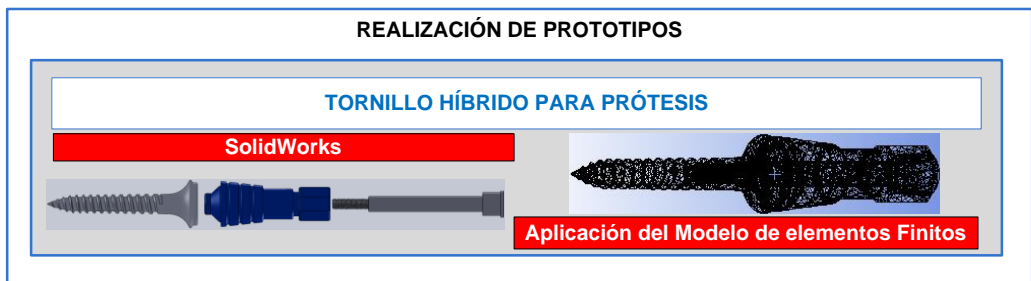 REALIZACIÓN DE PROTOTIPOS
TORNILLO HÍBRIDO PARA PRÓTESIS
SolidWorks
Aplicación del Modelo de elementos Finitos